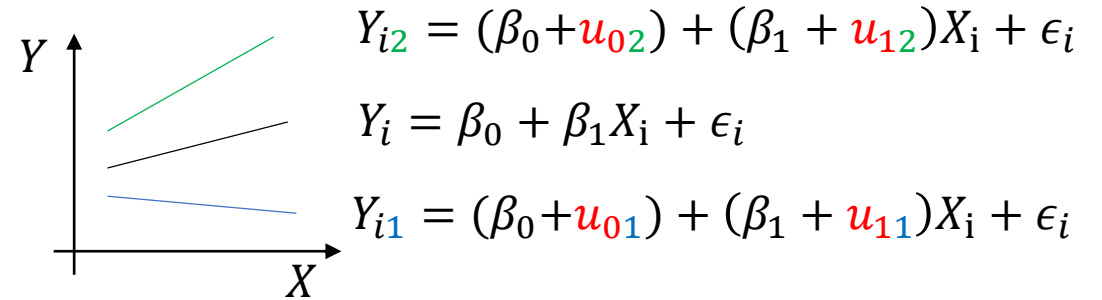 Y
Y_{i2} = (β_0+u_{02}) + (β_1 + u_{12})X_i + ϵ_i
Y_i = β_0 + β_1X_i + ϵ_i
Y_{i1} = (β_0+u_{01}) + (β_1 + u_{11})X_i + ϵ_i
X